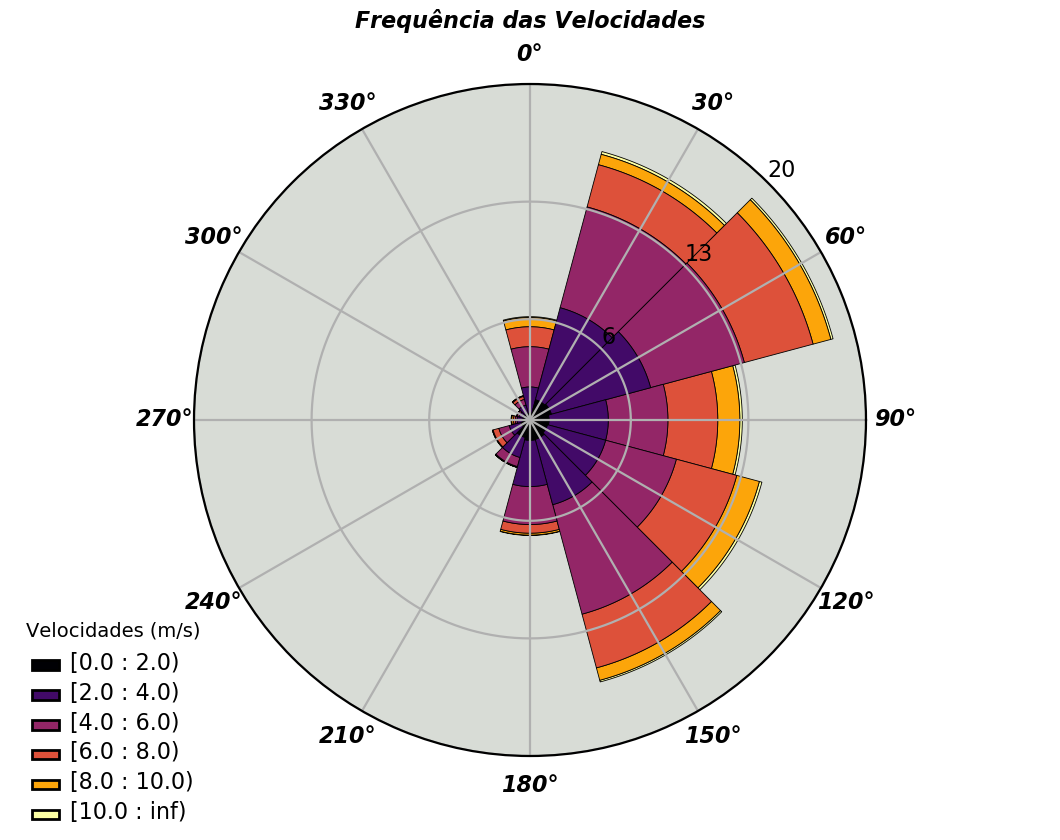 Frequência das Velocidades
0°
330°
30°
20
300°
60°
13
6
270°
90°
240°
120°
210°
150°
180°
Velocidades (m/s)
[0.0 : 2.0)
[2.0 : 4.0)
[4.0 : 6.0)
[6.0 : 8.0)
[8.0 : 10.0)
[10.0 : inf)